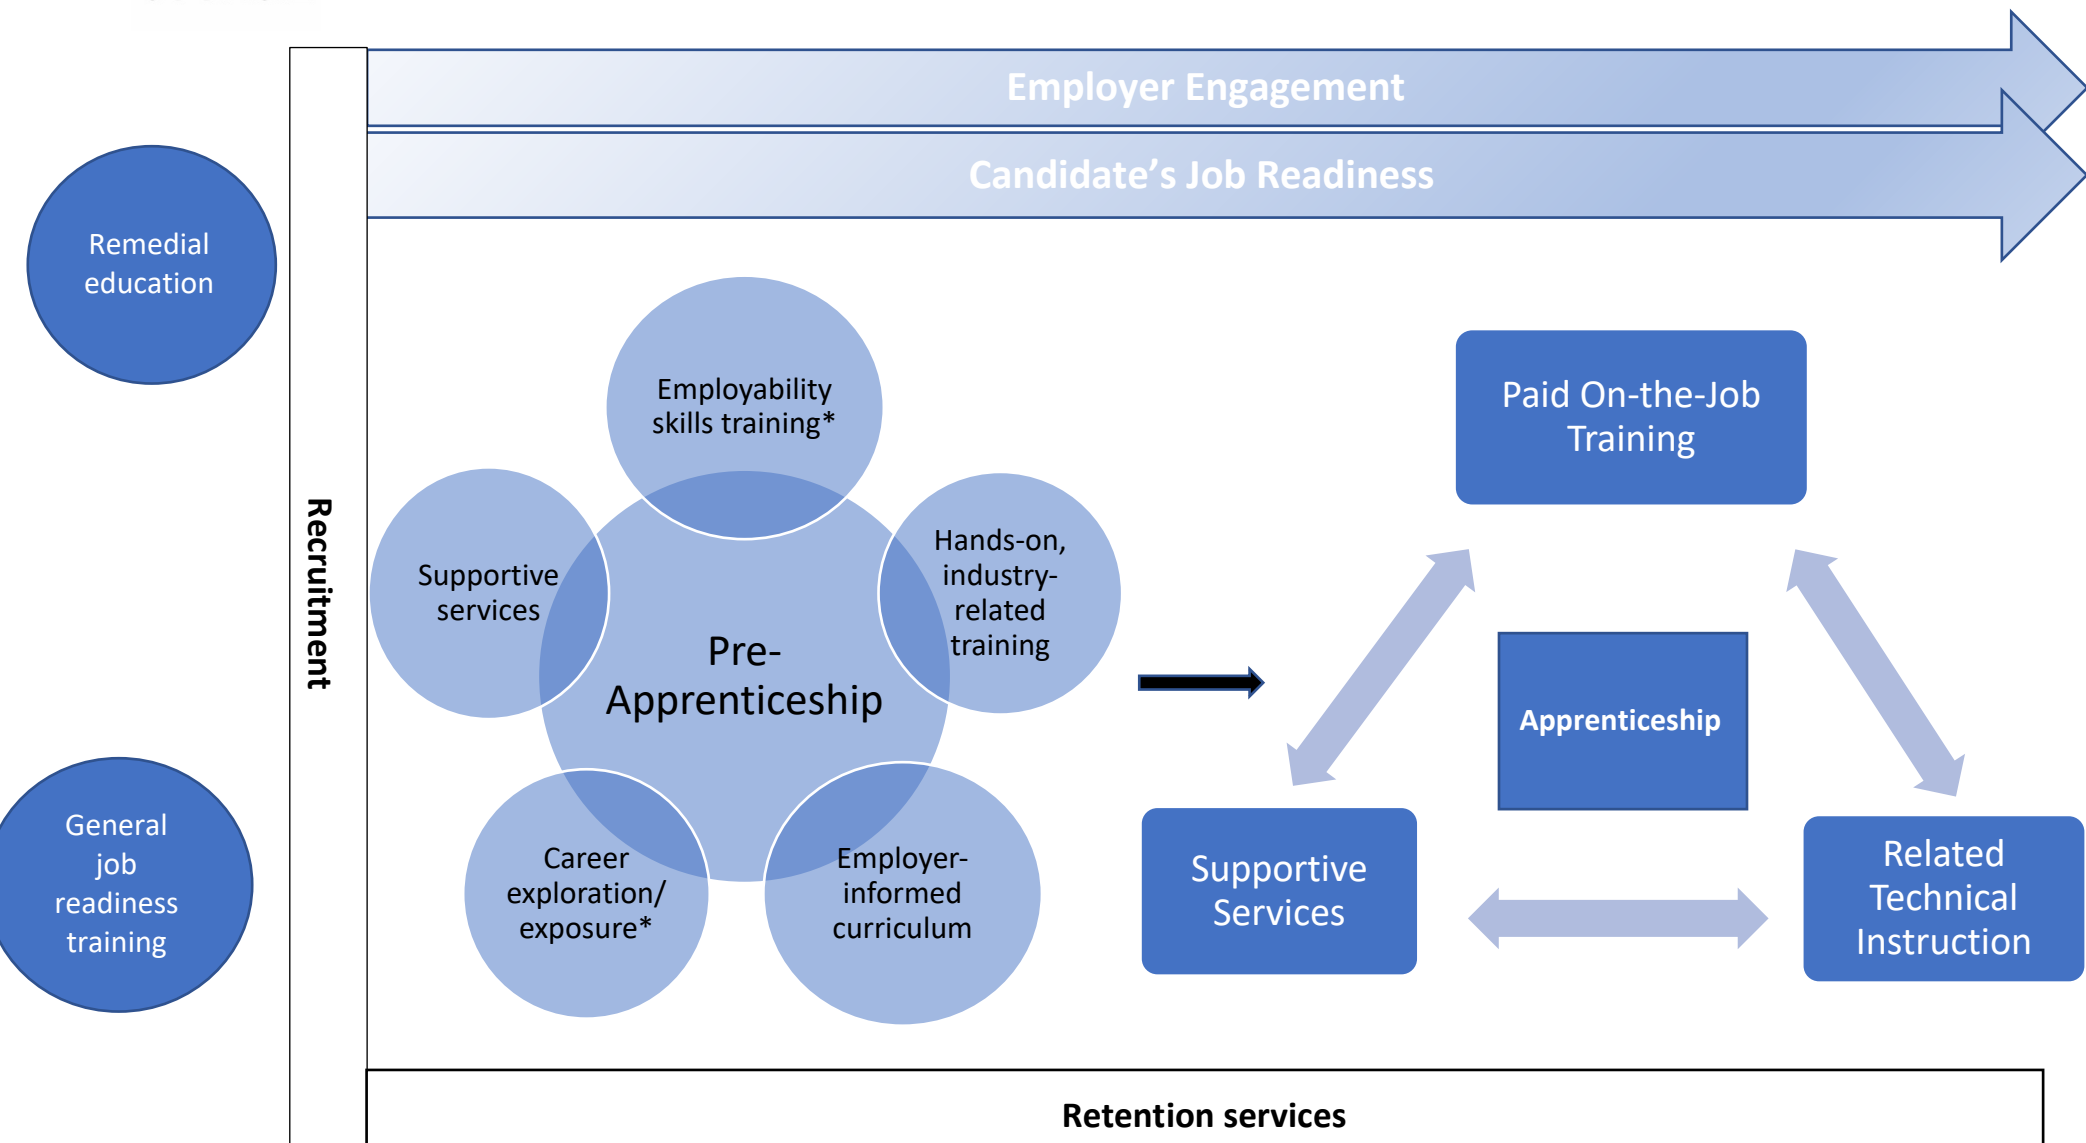 Employer Engagement
Candidate’s Job Readiness
Remedial
education
Recruitment
General
job
readiness
training
Employability
skills training*
Supportive
services
Hands-on,
industry-
related
training
Pre-
Apprenticeship
Career
exploration/
exposure*
Employer-
informed
curriculum
Paid On-the-Job
Training
Apprenticeship
Supportive
Services
Related
Technical
Instruction
Retention services